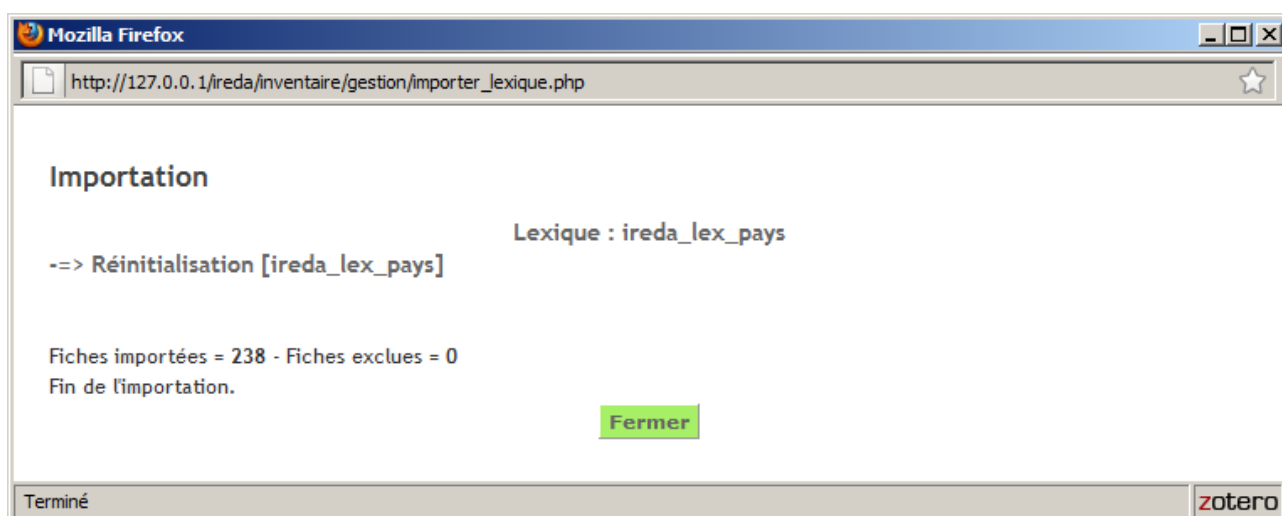 Mozilla Firefox
http://127.0.0.1/ireda/inventaire/gestion/importer_lexique.php
Importation
Lexique : ireda_lex_pays
-=> Réinitialisation [ireda_lex_pays]
Fiches importées = 238 - Fiches exclues = 0
Fin de l'importation.
Fermer
Terminé
zotero